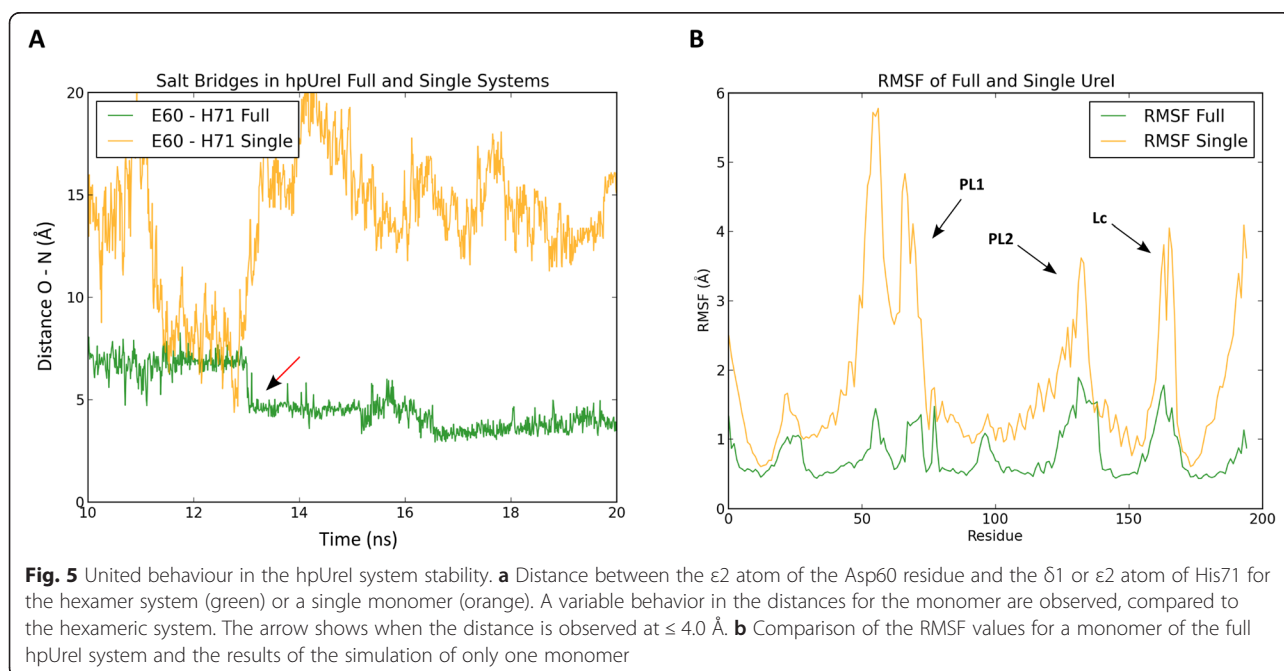 A
Salt Bridges in hpUreI Full and Single Systems
E60 - H71 Full
E60 - H71 Single
20
15
10
5
0
Distance O - N (Å)
10 12 14 16 18 20
Time (ns)
B
RMSF of Full and Single UreI
RMSF Full
RMSF Single
6
5
4
3
2
1
0
RMSF (Å)
PL1
PL2
Lc
0 50 100 150 200
Residue
Fig. 5 United behaviour in the hpUreI system stability. a Distance between the ε2 atom of the Asp60 residue and the δ1 or ε2 atom of His71 for
the hexamer system (green) or a single monomer (orange). A variable behavior in the distances for the monomer are observed, compared to
the hexameric system. The arrow shows when the distance is observed at ≤ 4.0 Å. b Comparison of the RMSF values for a monomer of the full
hpUreI system and the results of the simulation of only one monomer